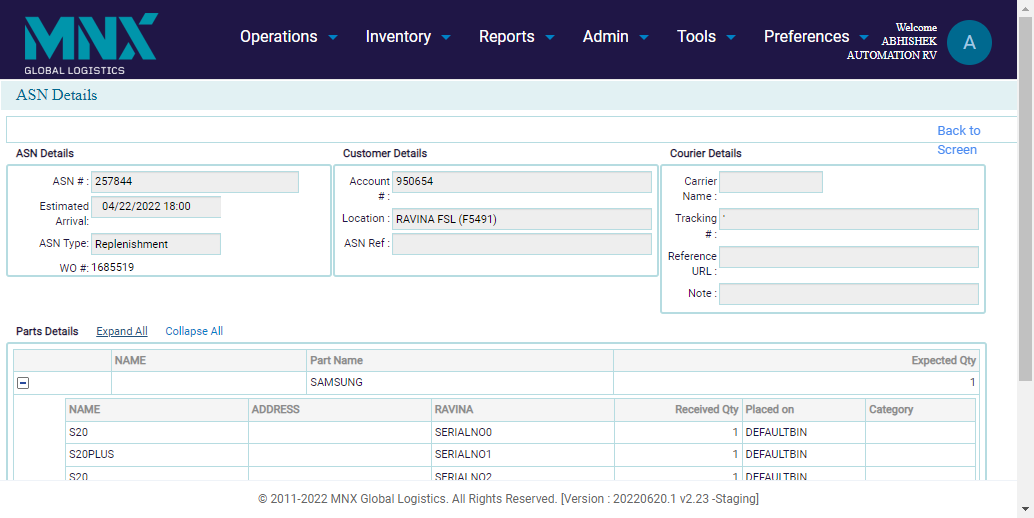 MNX
GLOBAL LOGISTICS
Operations Inventory Reports Admin Tools Preferences
Welcome
ABHISHEK
AUTOMATION RV
A
ASN Details
Back to
Screen
ASN Details Customer Details Courier Details
ASN # : 257844
Estimated
Arrival: 04/22/2022 18:00
ASN Type: Replenishment
WO #: 1685519
Account
# : 950654
Location : RAVINA FSL (F5491)
ASN Ref :
Carrier
Name :
Tracking
# :
Reference
URL :
Note :
Parts Details Expand All Collapse All
NAME Part Name Expected Qty
SAMSUNG 1
NAME ADDRESS RAVINA Received Qty Placed on Category
S20 SERIALNO0 1 DEFAULTBIN
S20PLUS SERIALNO1 1 DEFAULTBIN
S20 SERIALNO2 1 DEFAULTBIN
© 2011-2022 MNX Global Logistics. All Rights Reserved. [Version : 20220620.1 v2.23 -Staging]